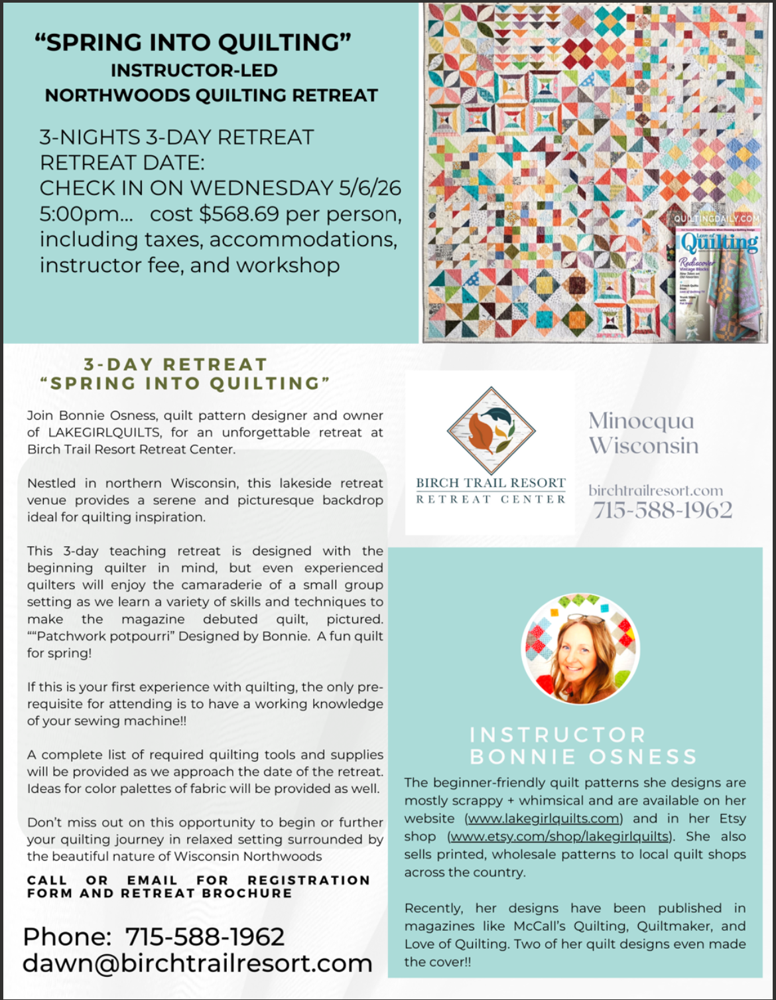 “SPRING INTO QUILTING”
INSTRUCTOR-LED
NORTHWOODS QUILTING RETREAT
3-NIGHTS 3-DAY RETREAT
RETREAT DATE:
CHECK IN ON WEDNESDAY 5/6/26
5:00pm... cost $568.69 per person,
including taxes, accommodations,
instructor fee, and workshop
QUILTINGDAILY.COM
Love of
Quilting
Rediscover
Vintage Blocks
3-DAY RETREAT
“SPRING INTO QUILTING”
Join Bonnie Osness, quilt pattern designer and owner
of LAKEGIRLQUILTS, for an unforgettable retreat at
Birch Trail Resort Retreat Center.
Nestled in northern Wisconsin, this lakeside retreat
venue provides a serene and picturesque backdrop
ideal for quilting inspiration.
This 3-day teaching retreat is designed with the
beginning quilter in mind, but even experienced
quilters will enjoy the camaraderie of a small group
setting as we learn a variety of skills and techniques to
make the magazine debuted quilt, pictured.
““Patchwork potpourri” Designed by Bonnie. A fun quilt
for spring!
If this is your first experience with quilting, the only pre-
requisite for attending is to have a working knowledge
of your sewing machine!!
A complete list of required quilting tools and supplies
will be provided as we approach the date of the retreat.
Ideas for color palettes of fabric will be provided as well.
Don’t miss out on this opportunity to begin or further
your quilting journey in relaxed setting surrounded by
the beautiful nature of Wisconsin Northwoods
CALL OR EMAIL FOR REGISTRATION
FORM AND RETREAT BROCHURE
Phone: 715-588-1962
dawn@birchtrailresort.com
BIRCH TRAIL RESORT
RETREAT CENTER
Minocqua
Wisconsin
birchtrailresort.com
715-588-1962
INSTRUCTOR
BONNIE OSNESS
The beginner-friendly quilt patterns she designs are
mostly scrappy + whimsical and are available on her
website (www.lakegirlquilts.com) and in her Etsy
shop (www.etsy.com/shop/lakegirlquilts). She also
sells printed, wholesale patterns to local quilt shops
across the country.
Recently, her designs have been published in
magazines like McCall’s Quilting, Quiltmaker, and
Love of Quilting. Two of her quilt designs even made
the cover!!